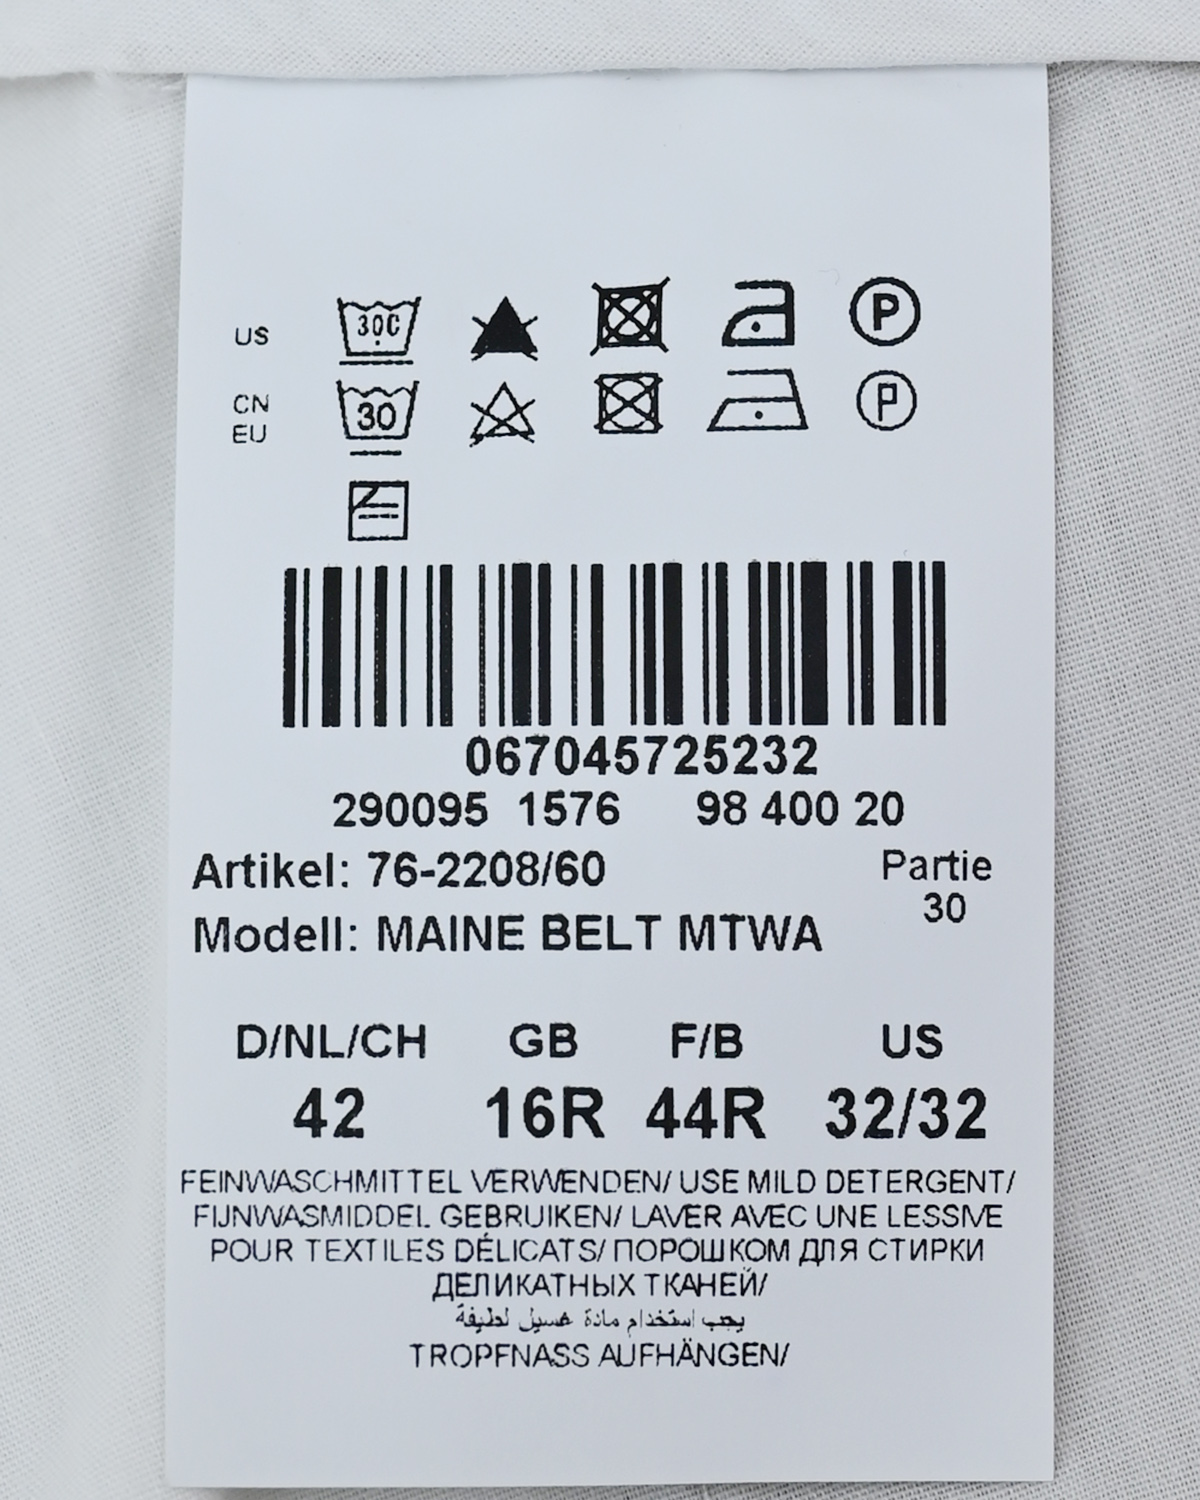 US 30C P
CN 30 P
EU
067045725232
290095 1576 98 400 20
Artikel: 76-2208/60 Partie
30
Modell: MAINE BELT MTWA
D/NL/CH GB F/B US
42 16R 44R 32/32
FEINWASCHMITTEL VERWENDEN/ USE MILD DETERGENT/
FIJNWASMIDDEL GEBRUIKEN/ LAVER AVEC UNE LESSIVE
POUR TEXTILES DÉLICATS/ ПОРОШКОМ ДЛЯ СТИРКИ
ДЕЛИКАТНЫХ ТКАНЕЙ/
يجب استخدام مادة غسيل لطيفة
TROPFNASS AUFHÄNGEN/